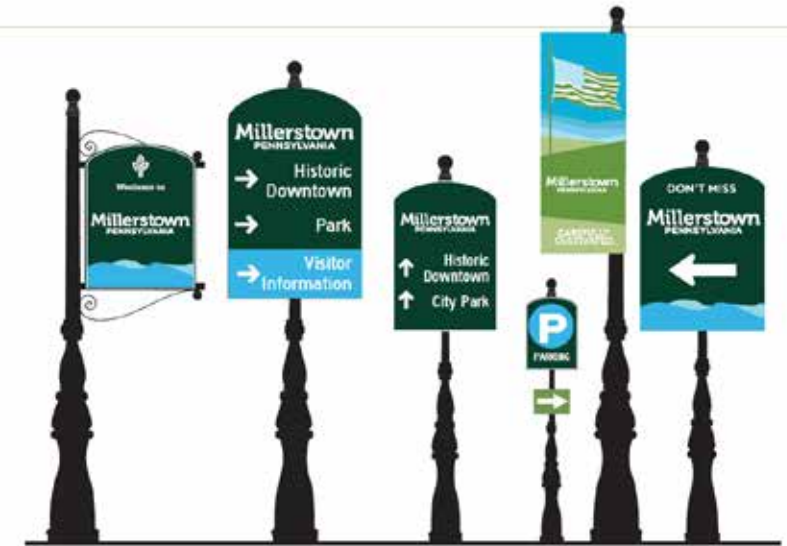 Welcome to
Millerstown
PENNSYLVANIA
Millerstown
PENNSYLVANIA
Historic
Downtown
Park
Visitor
Information
Millerstown
PENNSYLVANIA
Historic
Downtown
City Park
Millerstown
PENNSYLVANIA
P
PARKING
DON'T MISS
Millerstown
PENNSYLVANIA